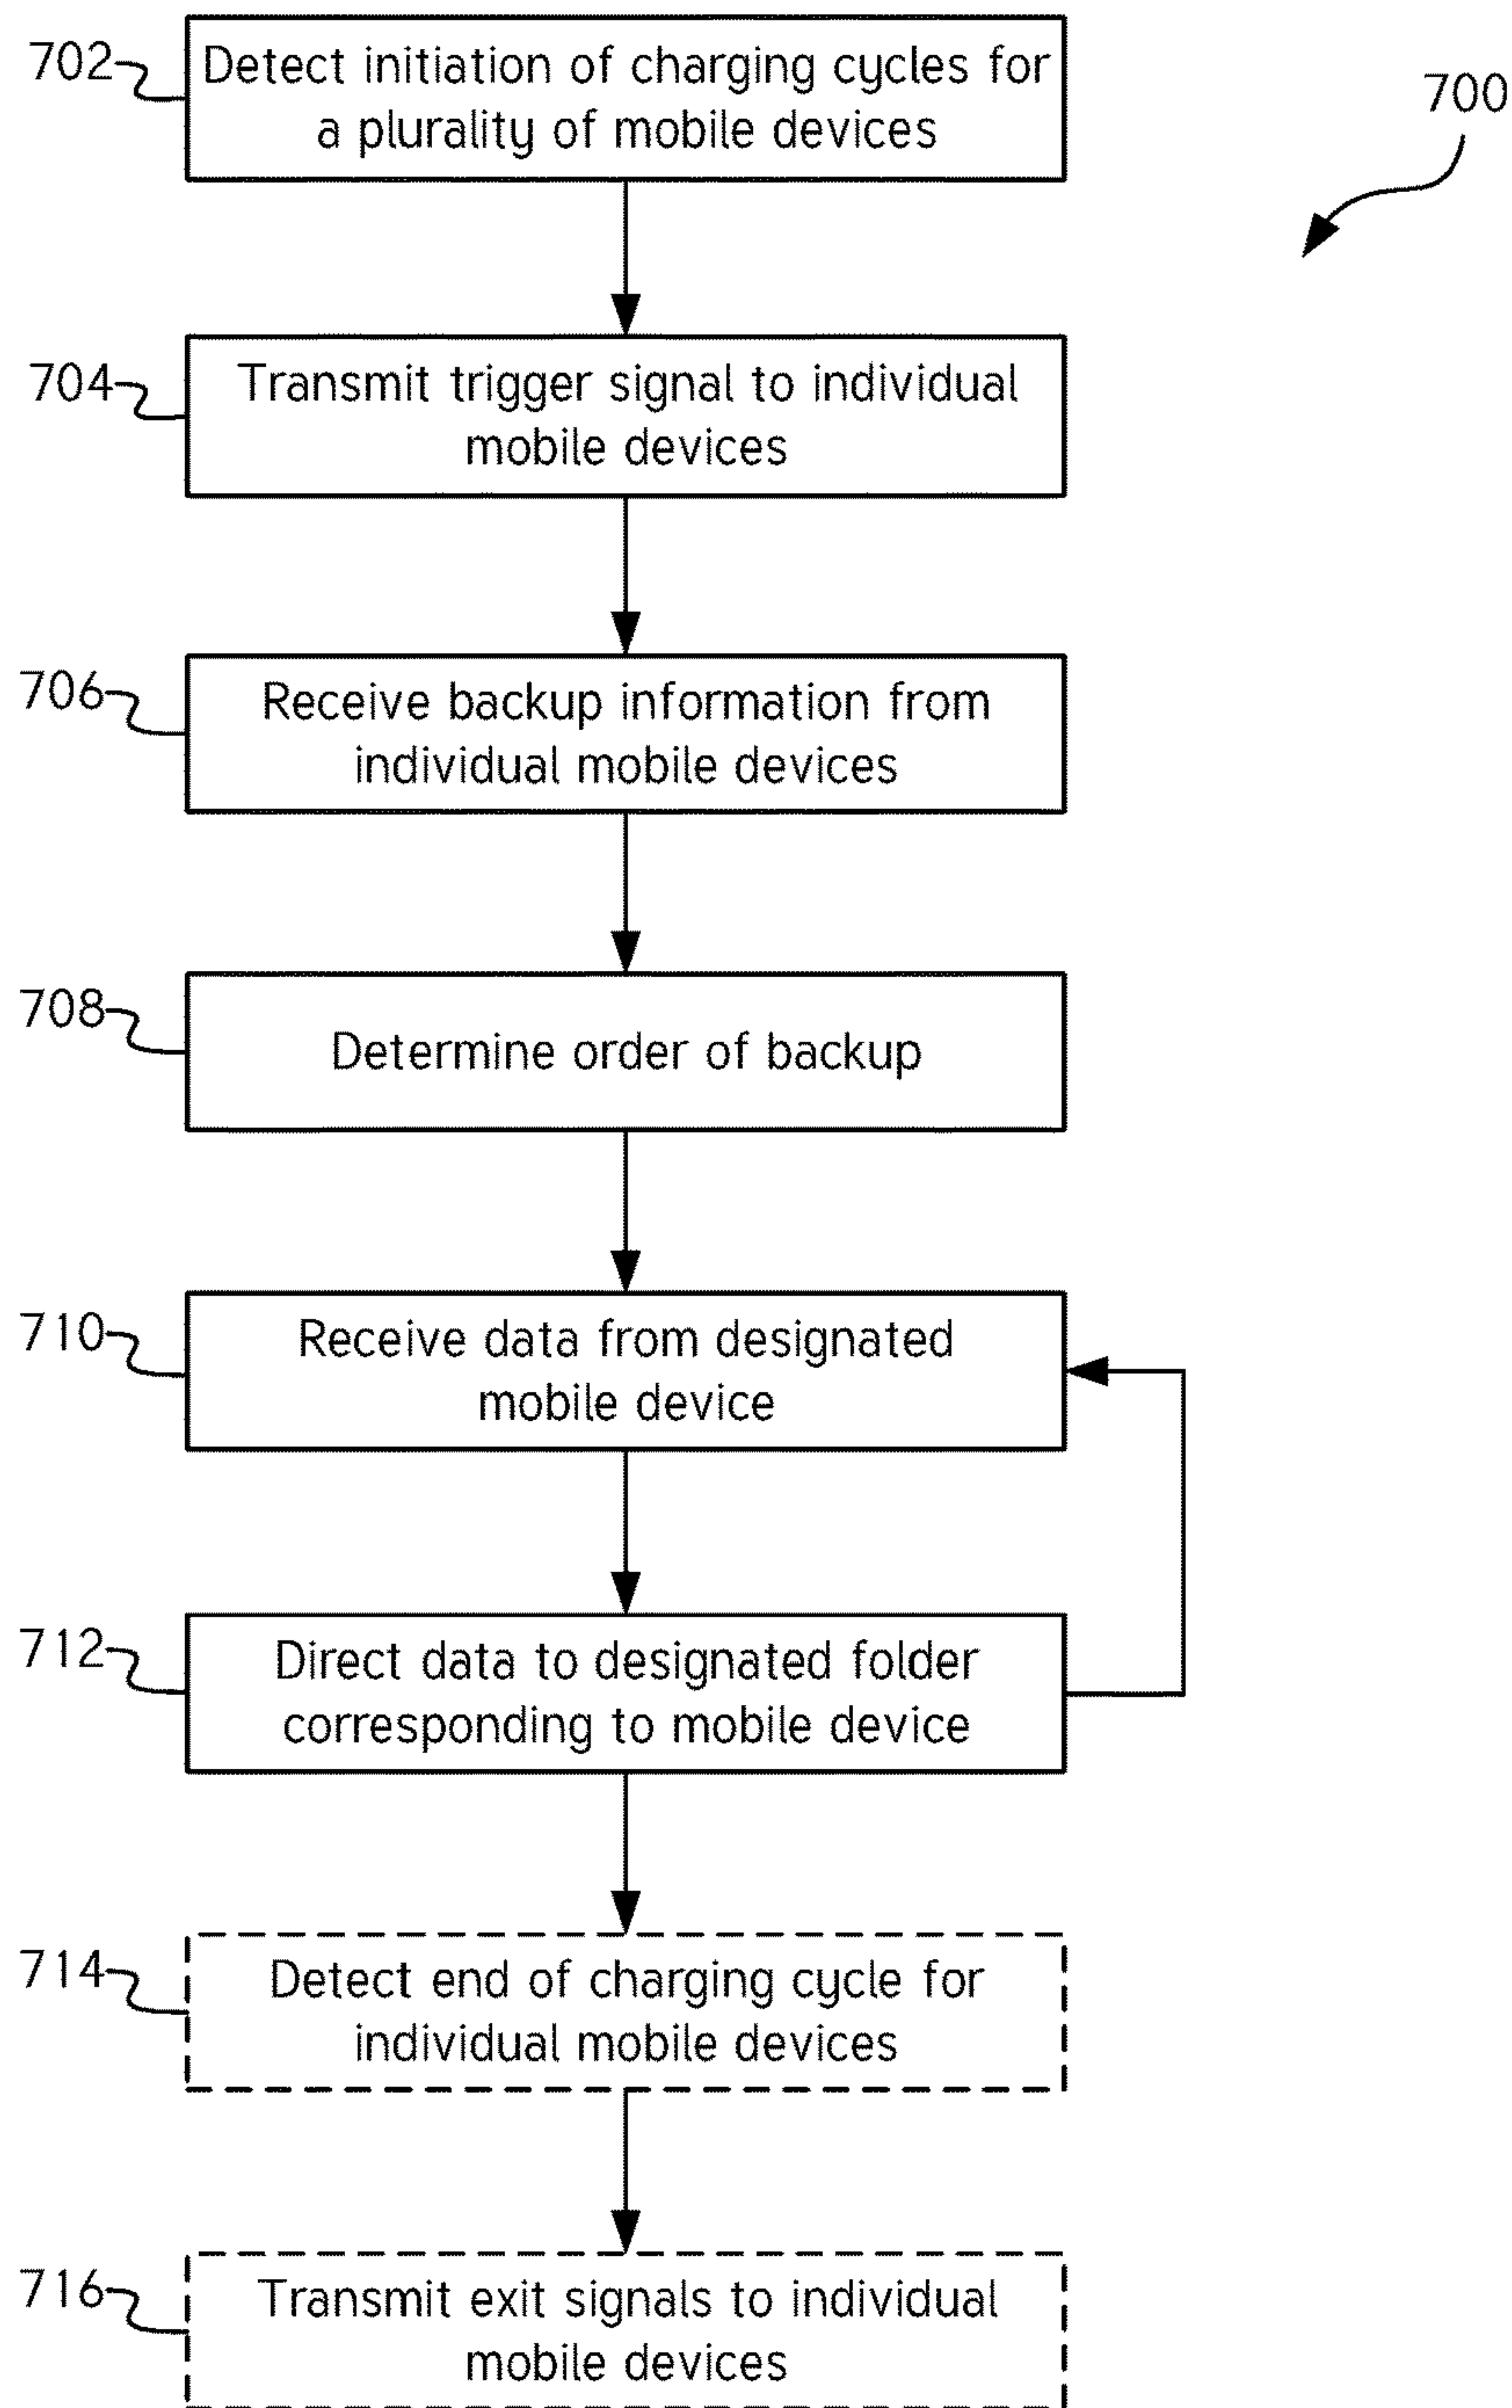 702
Detect initiation of charging cycles for
a plurality of mobile devices
700
704
Transmit trigger signal to individual
mobile devices
706
Receive backup information from
individual mobile devices
708
Determine order of backup
710
Receive data from designated
mobile device
712
Direct data to designated folder
corresponding to mobile device
714
Detect end of charging cycle for
individual mobile devices
716
Transmit exit signals to individual
mobile devices